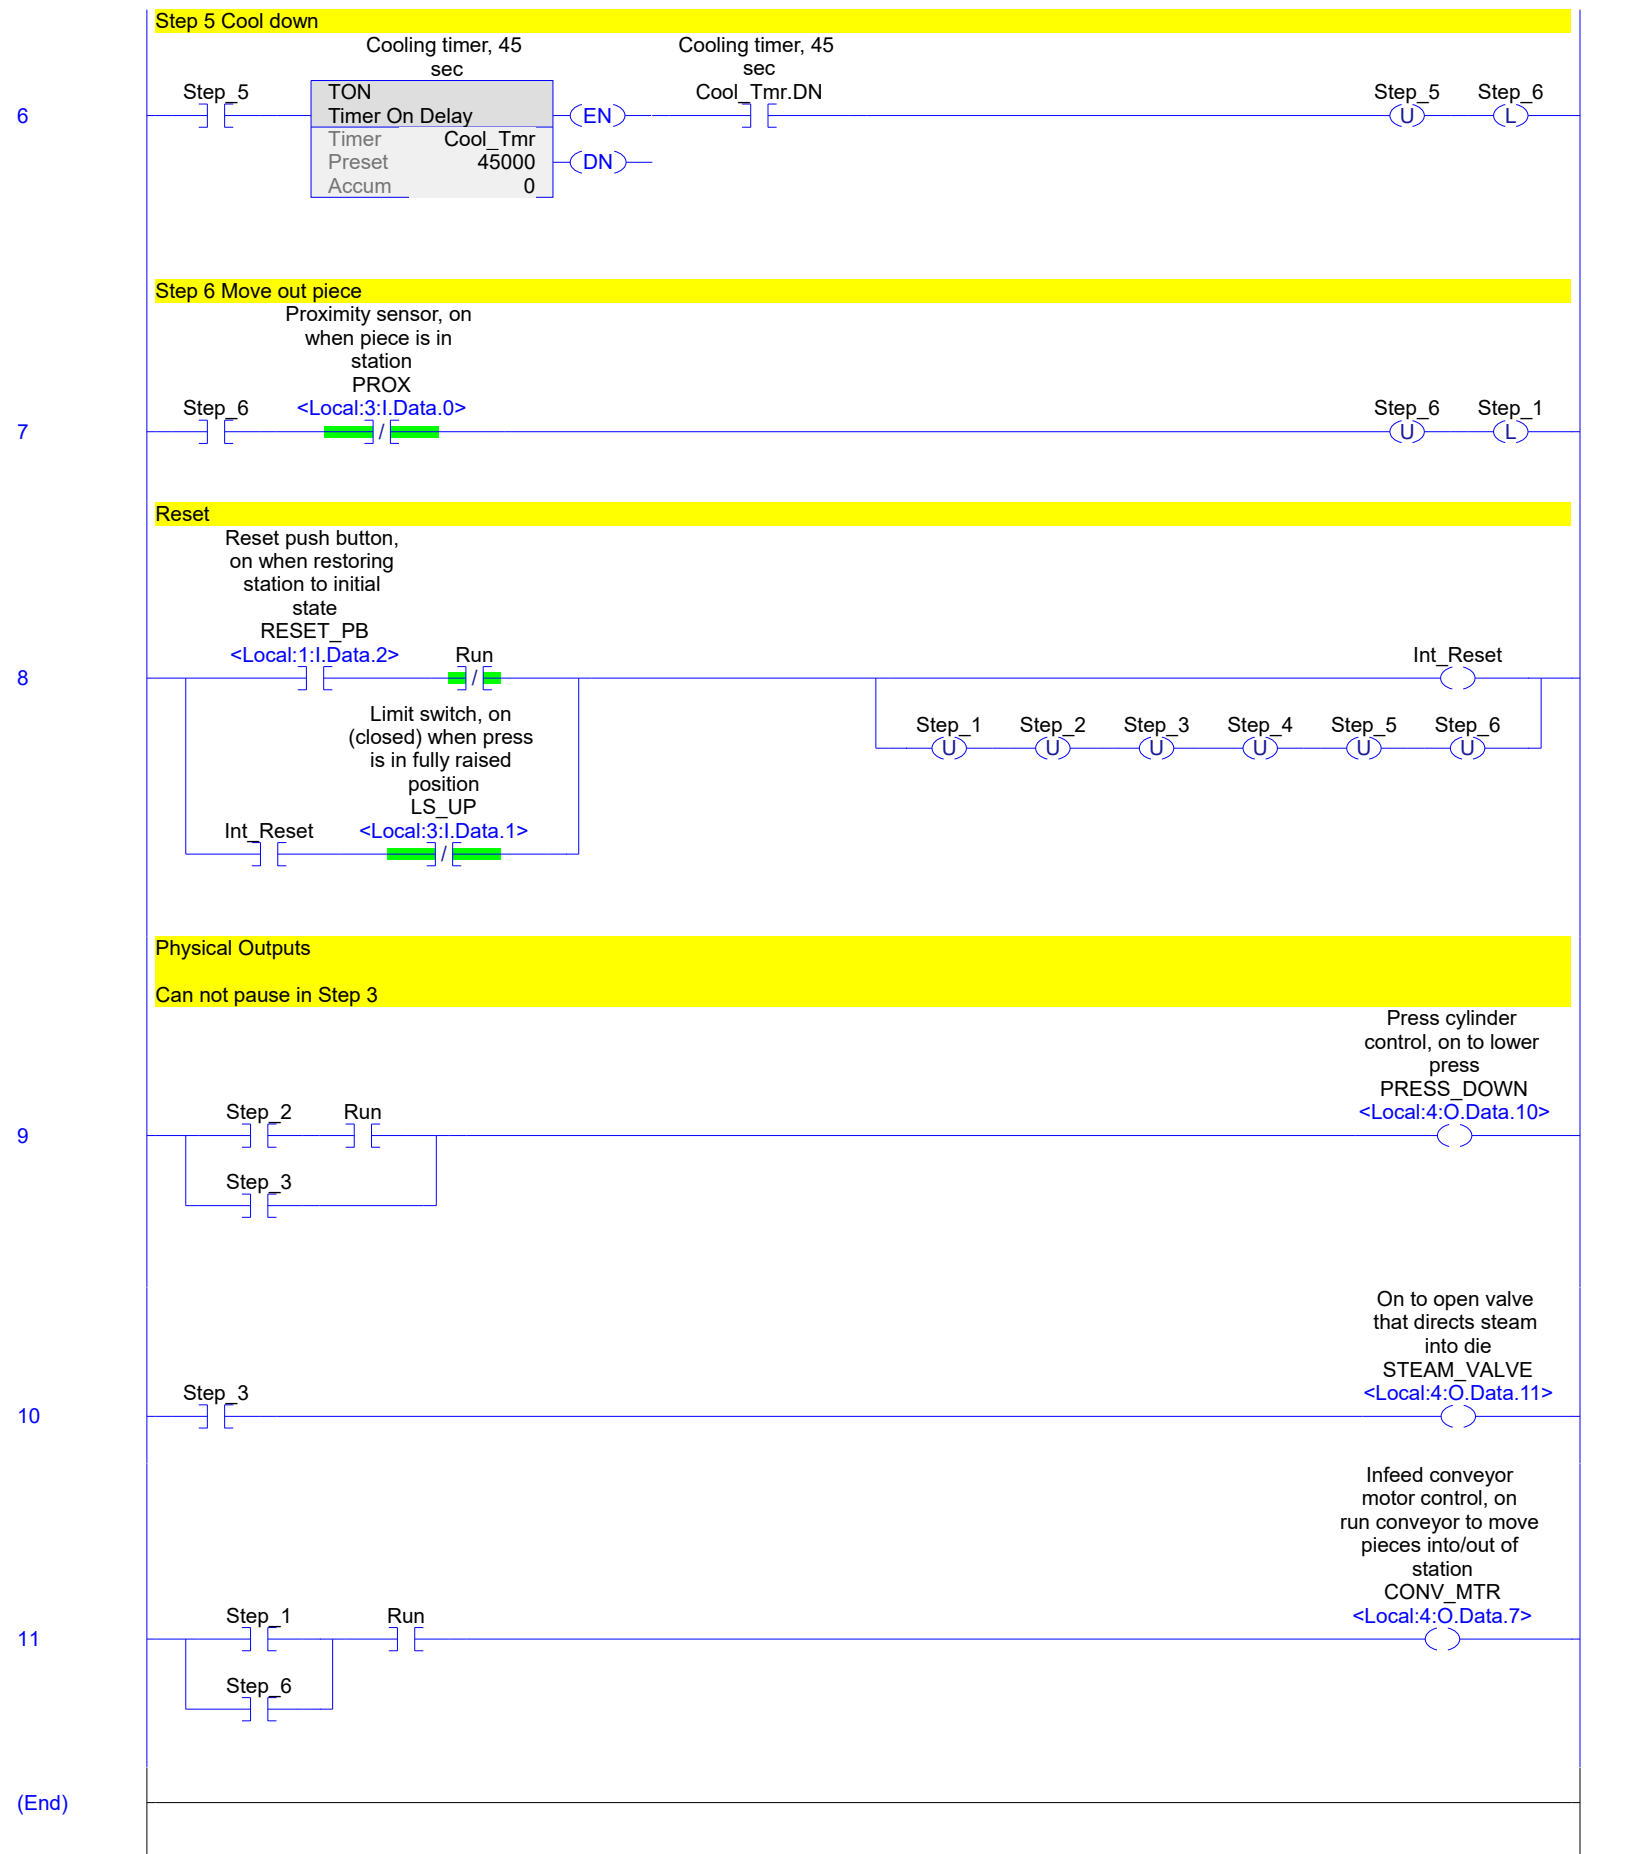 Step 5 Cool down
Cooling timer, 45
sec
Cooling timer, 45
sec
Step_5
TON
Timer On Delay
Timer Cool_Tmr
Preset 45000
Accum 0
EN
DN
Cool_Tmr.DN
Step_5
U
Step_6
L
6
Step 6 Move out piece
Proximity sensor, on
when piece is in
station
PROX
<Local:3:I.Data.0>
Step_6
/
Step_6
U
Step_1
L
7
Reset
Reset push button,
on when restoring
station to initial
state
RESET_PB
<Local:1:I.Data.2>
Run
/
Int_Reset
8
Limit switch, on
(closed) when press
is in fully raised
position
LS_UP
<Local:3:I.Data.1>
/
Int_Reset
Step_1 Step_2 Step_3 Step_4 Step_5 Step_6
U U U U U U
Physical Outputs
Can not pause in Step 3
Press cylinder
control, on to lower
press
PRESS_DOWN
<Local:4:O.Data.10>
Step_2 Run
9
Step_3
On to open valve
that directs steam
into die
STEAM_VALVE
<Local:4:O.Data.11>
Step_3
10
Infeed conveyor
motor control, on
run conveyor to move
pieces into/out of
station
CONV_MTR
<Local:4:O.Data.7>
Step_1 Run
11
Step_6
(End)